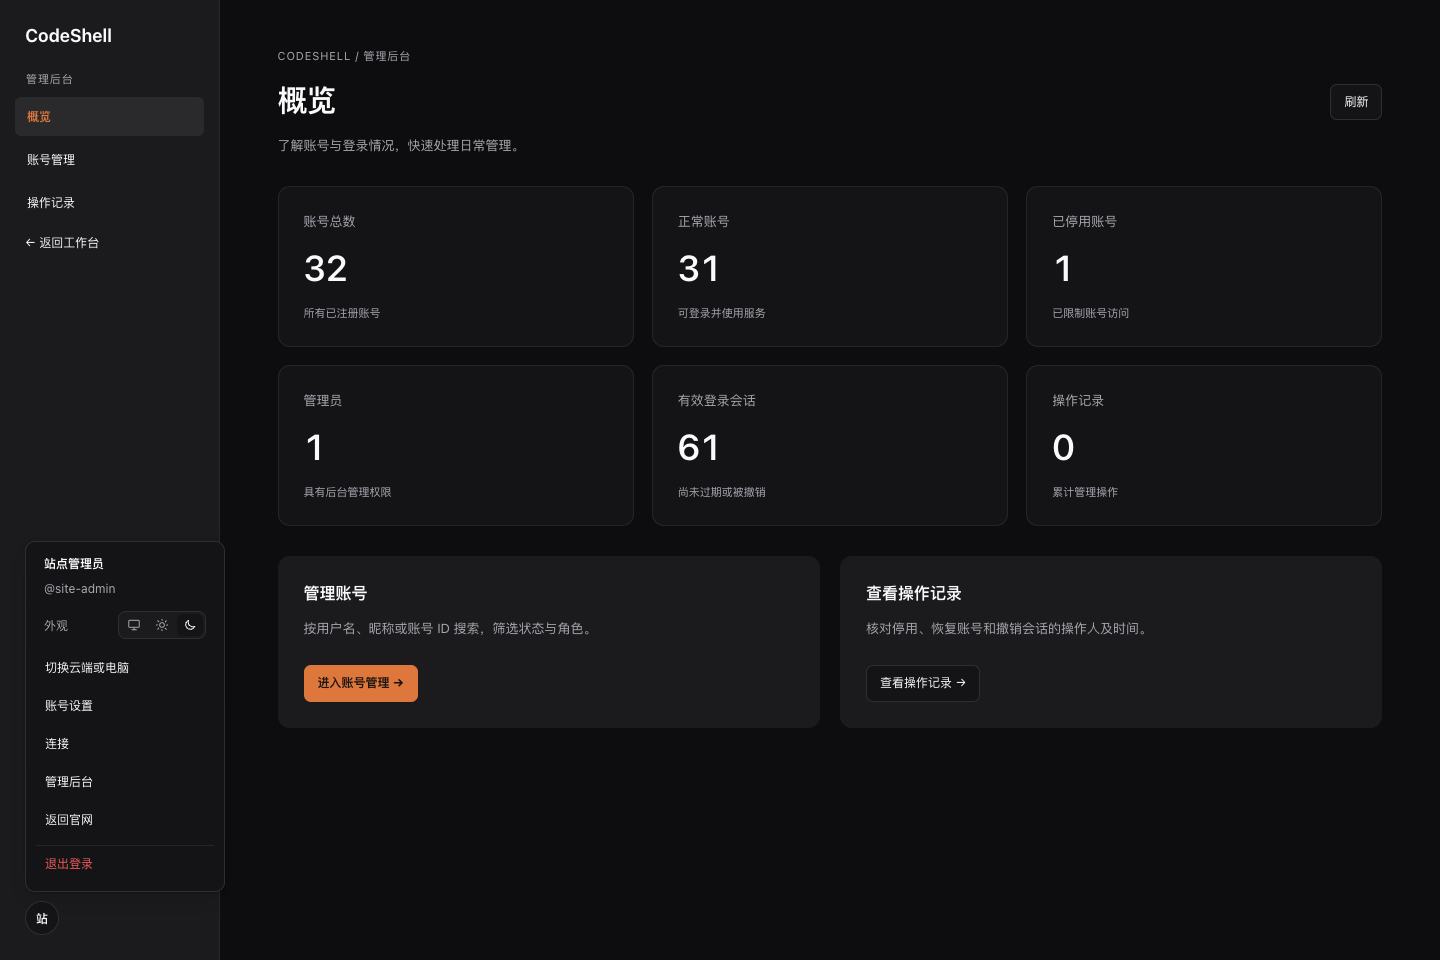 CodeShell
管理后台
概览
账号管理
操作记录
← 返回工作台
CODESHELL / 管理后台
概览
刷新
了解账号与登录情况，快速处理日常管理。
账号总数
32
所有已注册账号
正常账号
31
可登录并使用服务
已停用账号
1
已限制账号访问
管理员
1
具有后台管理权限
有效登录会话
61
尚未过期或被撤销
操作记录
0
累计管理操作
管理账号
按用户名、昵称或账号 ID 搜索，筛选状态与角色。
进入账号管理 →
查看操作记录
核对停用、恢复账号和撤销会话的操作人及时间。
查看操作记录 →
站点管理员
@site-admin
外观
切换云端或电脑
账号设置
连接
管理后台
返回官网
退出登录
站